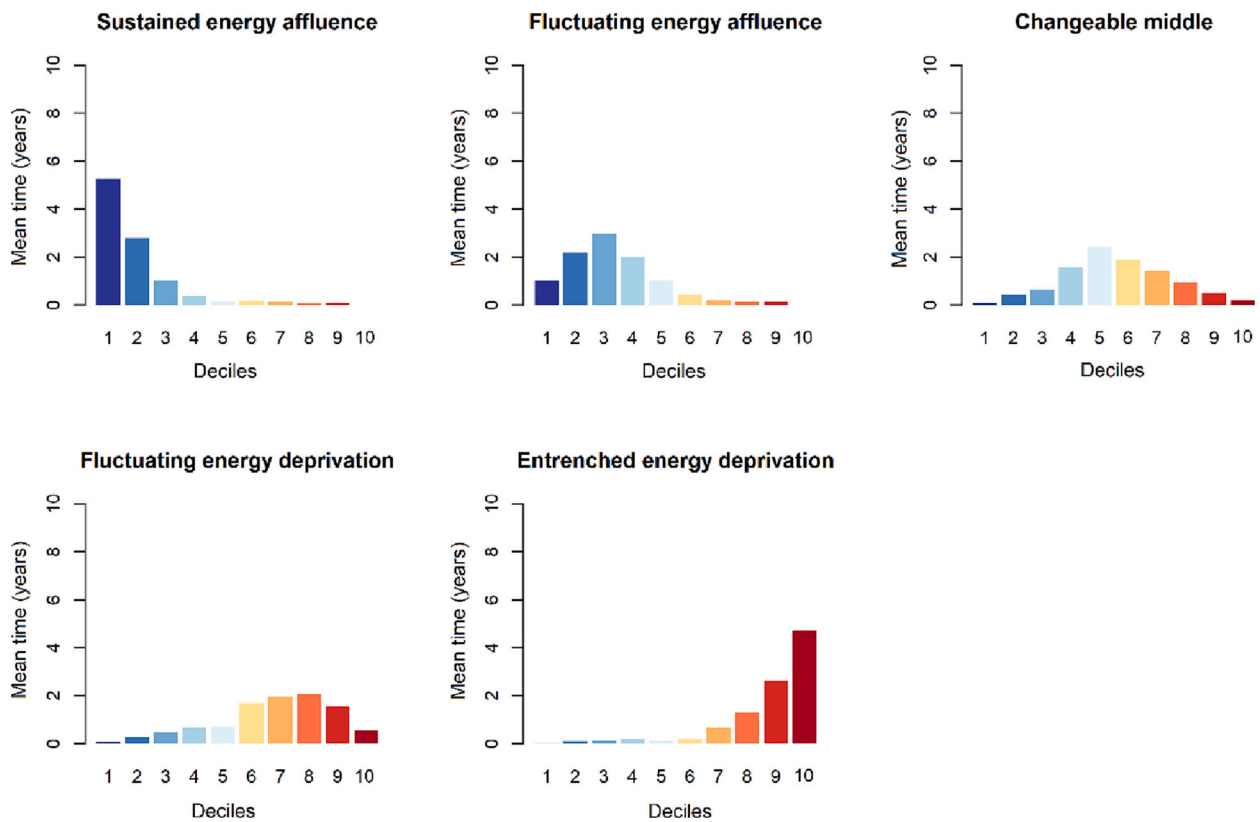 Sustained energy affluence
Mean time (years)
10
8
6
4
2
0
1 2 3 4 5 6 7 8 9 10
Deciles
Fluctuating energy affluence
Mean time (years)
10
8
6
4
2
0
1 2 3 4 5 6 7 8 9 10
Deciles
Changeable middle
Mean time (years)
10
8
6
4
2
0
1 2 3 4 5 6 7 8 9 10
Deciles
Fluctuating energy deprivation
Mean time (years)
10
8
6
4
2
0
1 2 3 4 5 6 7 8 9 10
Deciles
Entrenched energy deprivation
Mean time (years)
10
8
6
4
2
0
1 2 3 4 5 6 7 8 9 10
Deciles